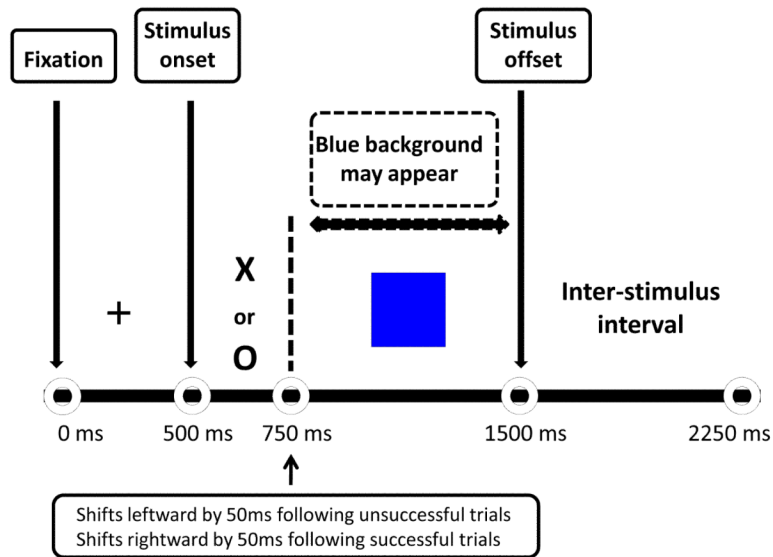 Fixation
Stimulus
onset
Stimulus
offset
Blue background
may appear
+
X
or
O
Inter-stimulus
interval
0 ms
500 ms
750 ms
1500 ms
2250 ms
Shifts leftward by 50ms following unsuccessful trials
Shifts rightward by 50ms following successful trials